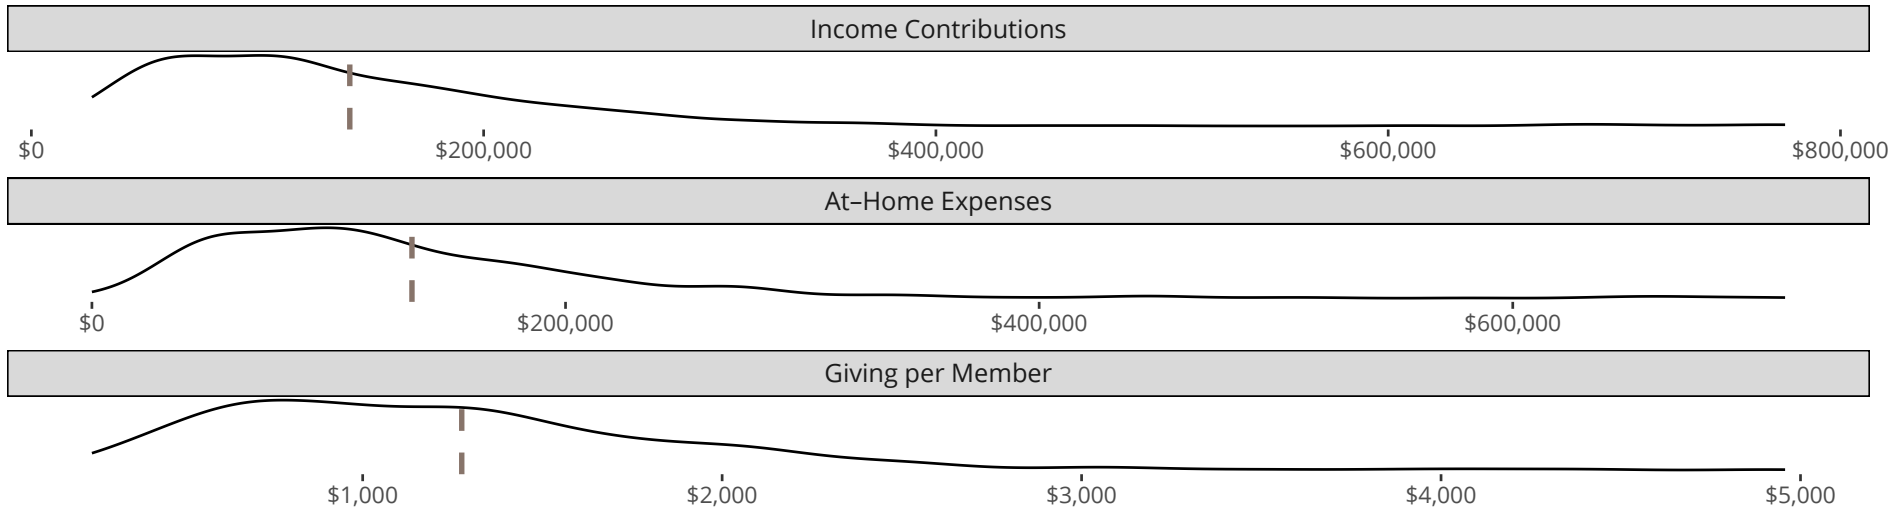 Income Contributions
$0 $200,000 $400,000 $600,000 $800,000
At–Home Expenses
$0 $200,000 $400,000 $600,000
Giving per Member
$1,000 $2,000 $3,000 $4,000 $5,000